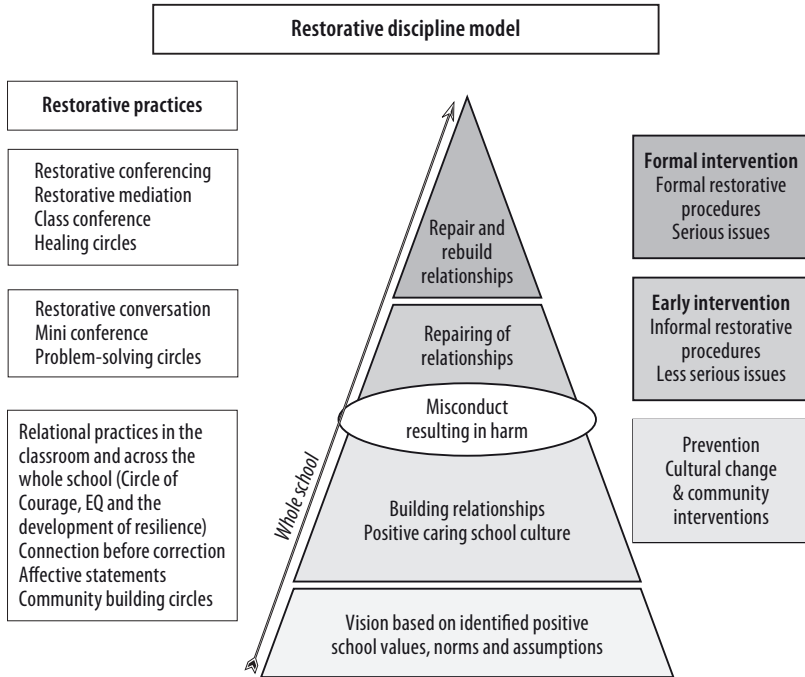 Restorative discipline model
Restorative practices
Restorative conferencing
Restorative mediation
Class conference
Healing circles
Restorative conversation
Mini conference
Problem-solving circles
Relational practices in the
classroom and across the
whole school (Circle of
Courage, EQ and the
development of resilience)
Connection before correction
Affective statements
Community building circles
Whole school
Repair and
rebuild
relationships
Repairing of
relationships
Misconduct
resulting in harm
Building relationships
Positive caring school culture
Vision based on identified positive
school values, norms and assumptions
Formal intervention
Formal restorative
procedures
Serious issues
Early intervention
Informal restorative
procedures
Less serious issues
Prevention
Cultural change
& community
interventions